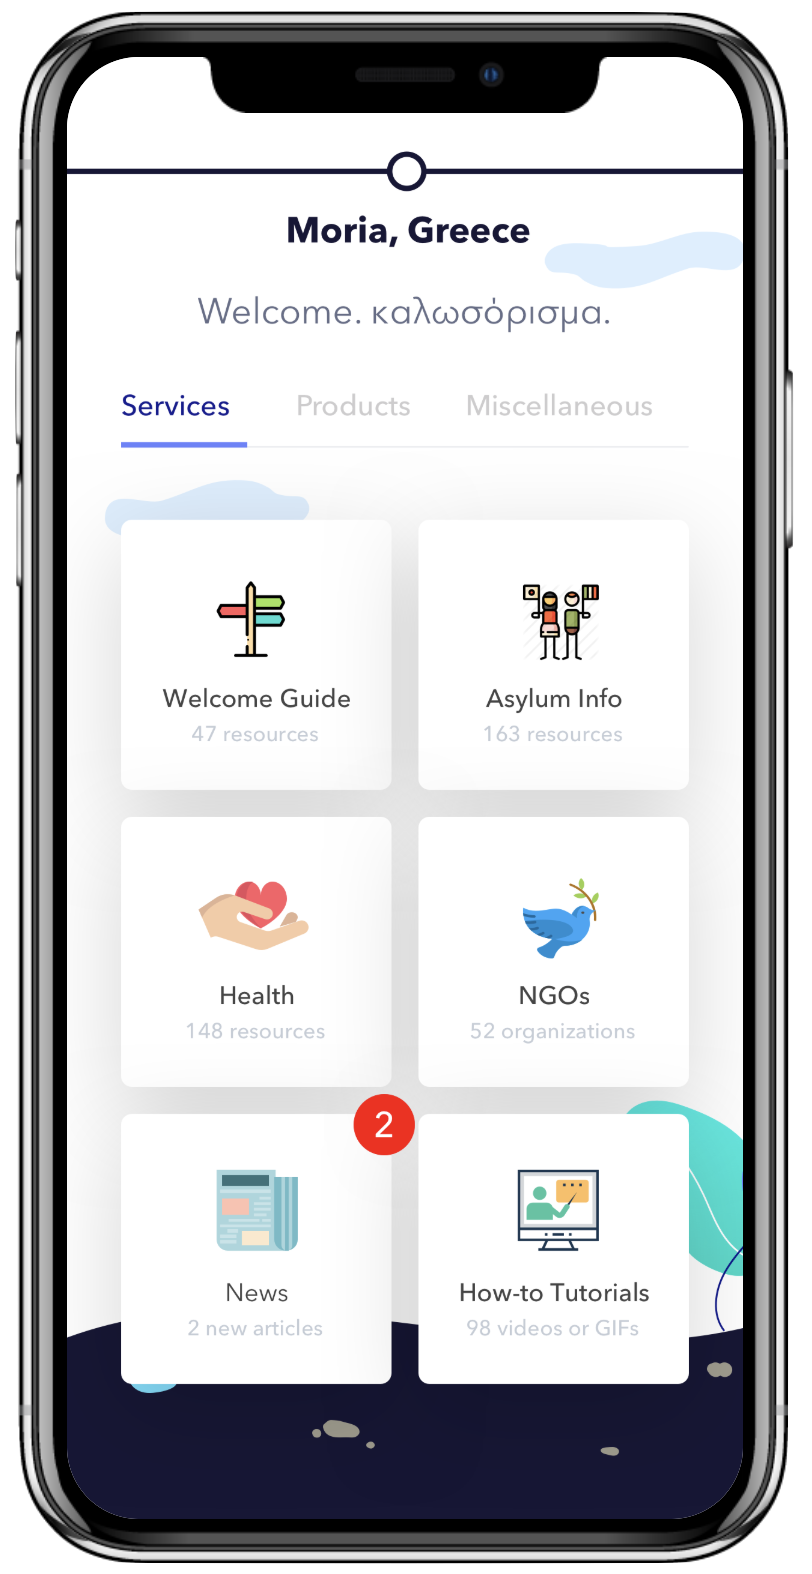 Moria, Greece
Welcome. καλωσόρισμα.
Services Products Miscellaneous
Welcome Guide
47 resources
Asylum Info
163 resources
Health
148 resources
NGOs
52 organizations
2
News
2 new articles
How-to Tutorials
98 videos or GIFs